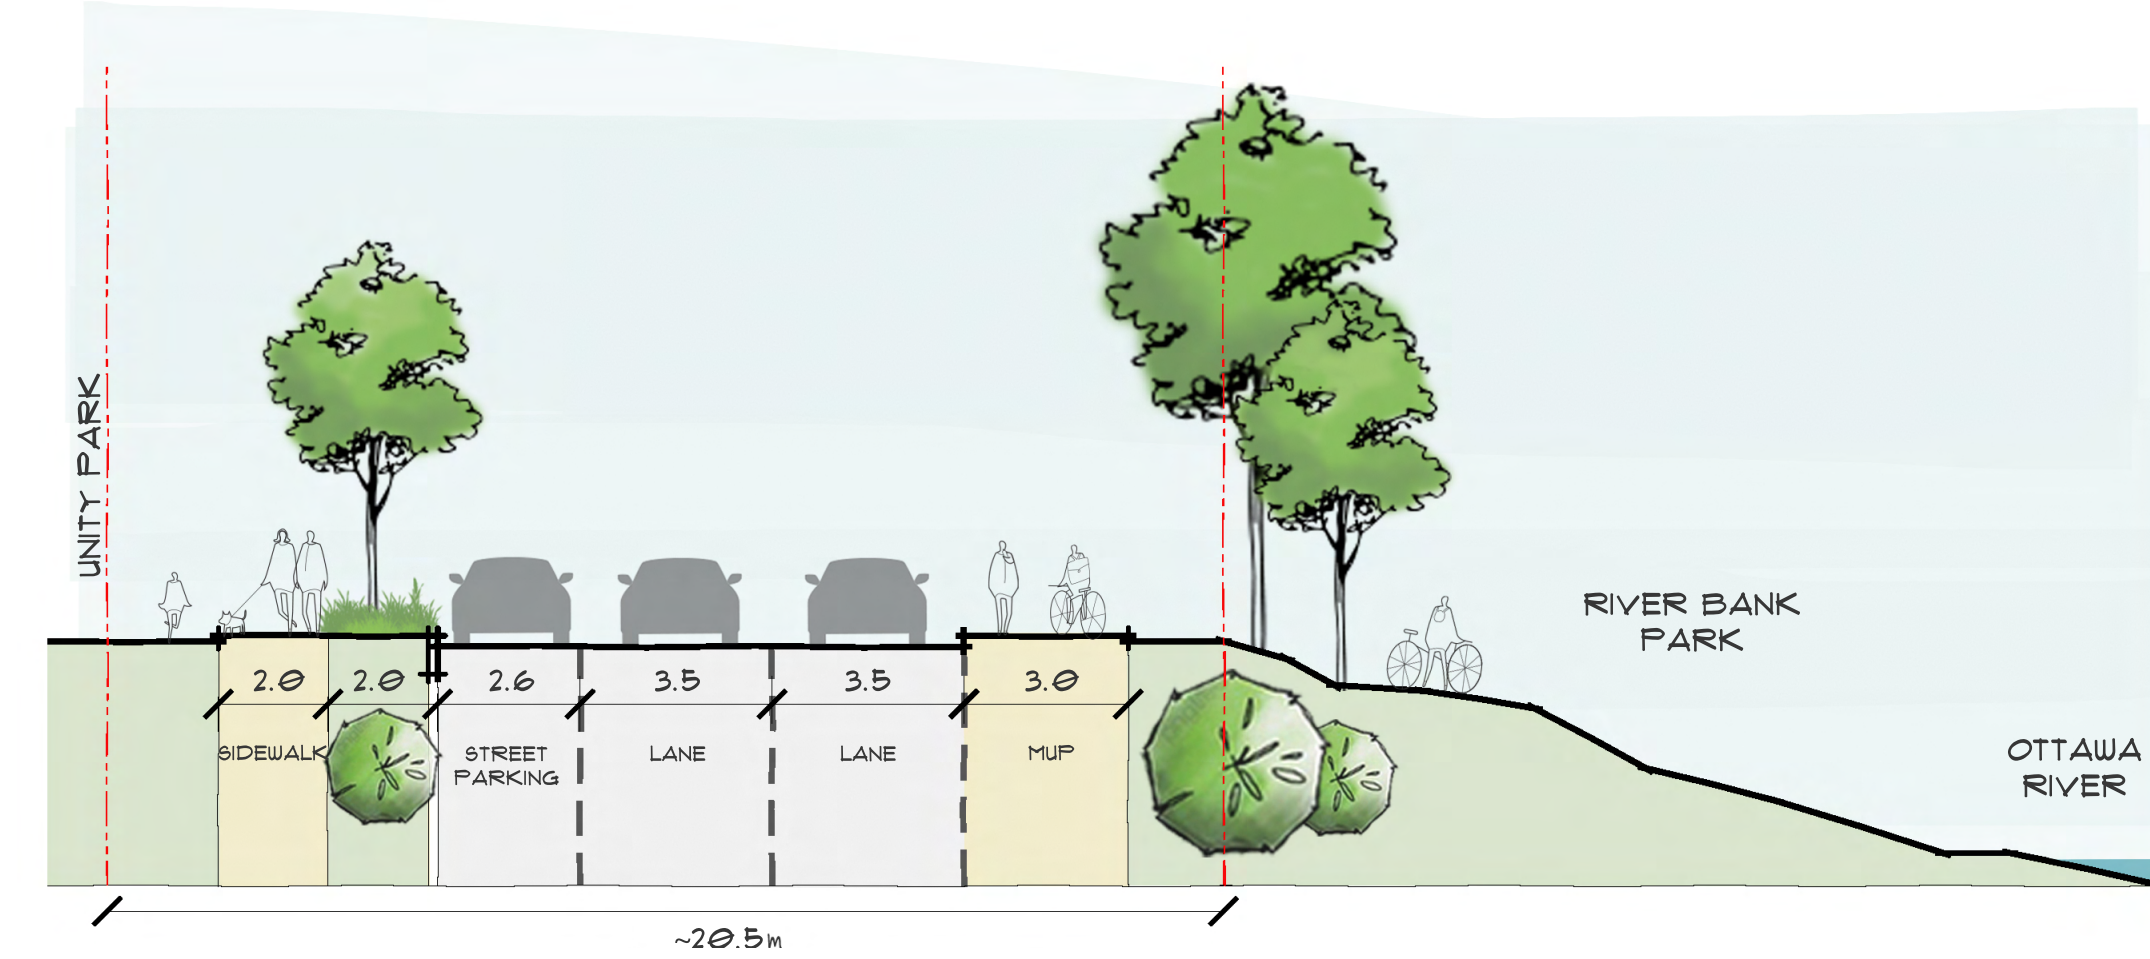 UNITY PARK
RIVER BANK
PARK
OTTAWA
RIVER
2.0
2.0
2.6
3.5
3.5
3.0
SIDEWALK
STREET
PARKING
LANE
LANE
MUP
~20.5m